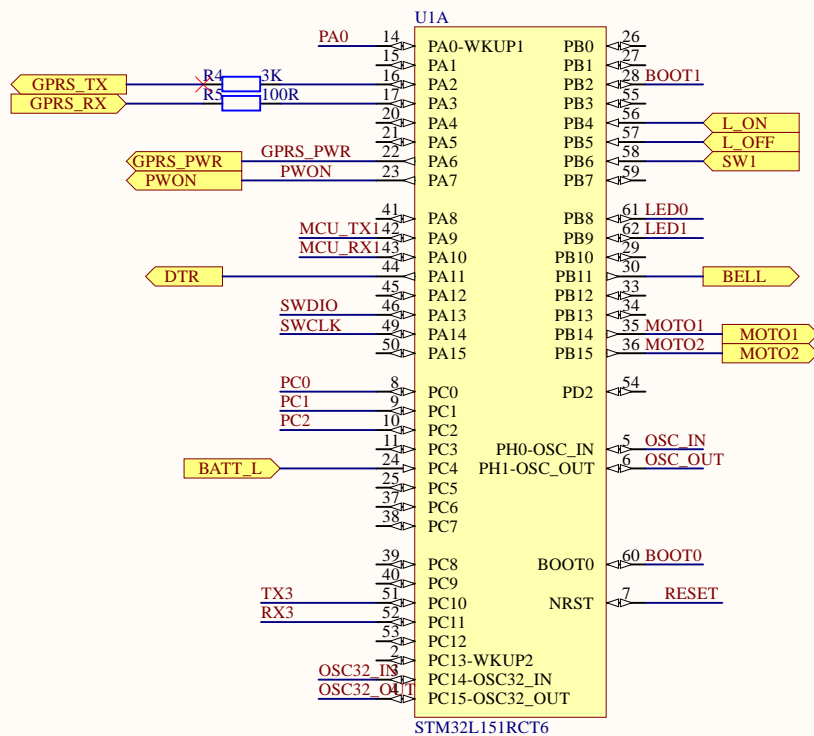 U1A
PA0 14 PA0-WKUP1 PB0 26
15 PA1 PB1 27
GPRS_TX R4 3K 16 PA2 PB2 28 BOOT1
GPRS_RX R5 100R 17 PA3 PB3 55
20 PA4 PB4 56 L_ON
21 PA5 PB5 57 L_OFF
GPRS_PWR GPRS_PWR 22 PA6 PB6 58 SW1
PWON PWON 23 PA7 PB7 59
41 PA8 PB8 61 LED0
MCU_TX1 42 PA9 PB9 62 LED1
MCU_RX1 43 PA10 PB10 29
DTR 44 PA11 PB11 30 BELL
45 PA12 PB12 33
SWDIO 46 PA13 PB13 34
SWCLK 49 PA14 PB14 35 MOTO1 MOTO1
50 PA15 PB15 36 MOTO2 MOTO2
PC0 8 PC0 PD2 54
PC1 9 PC1
PC2 10 PC2
11 PC3 PH0-OSC_IN 5 OSC_IN
BATT_L 24 PC4 PH1-OSC_OUT 6 OSC_OUT
25 PC5
37 PC6
38 PC7
39 PC8 BOOT0 60 BOOT0
40 PC9
TX3 51 PC10 NRST 7 RESET
RX3 52 PC11
53 PC12
2 PC13-WKUP2
OSC32_IN 3 PC14-OSC32_IN
OSC32_OUT 4 PC15-OSC32_OUT
STM32L151RCT6